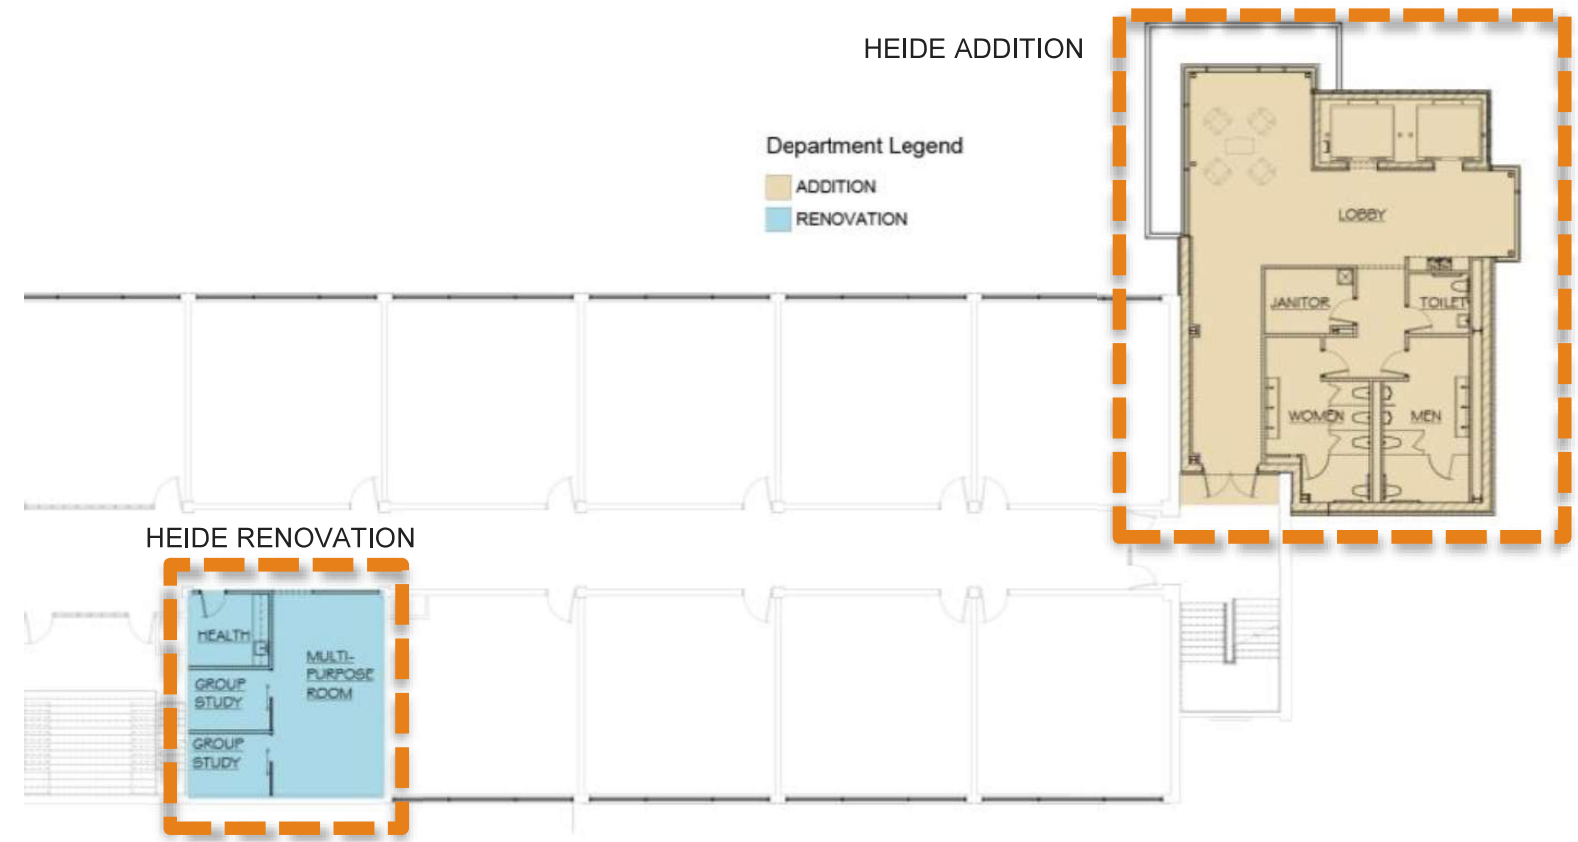 HEIDE ADDITION
Department Legend
ADDITION
RENOVATION
LOBBY
JANITOR
TOILET
WOMEN
MEN
HEIDE RENOVATION
HEALTH
MULTI-
PURPOSE
ROOM
GROUP
STUDY
GROUP
STUDY